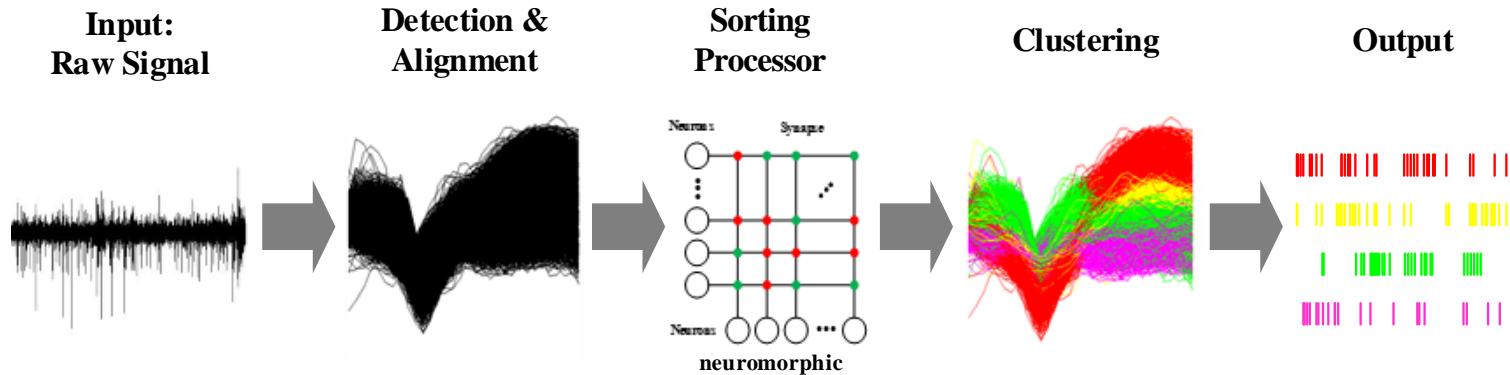 Input:
Raw Signal
Detection &
Alignment
Sorting
Processor
Clustering
Output
Neurons
Synapse
Neurons
neuromorphic